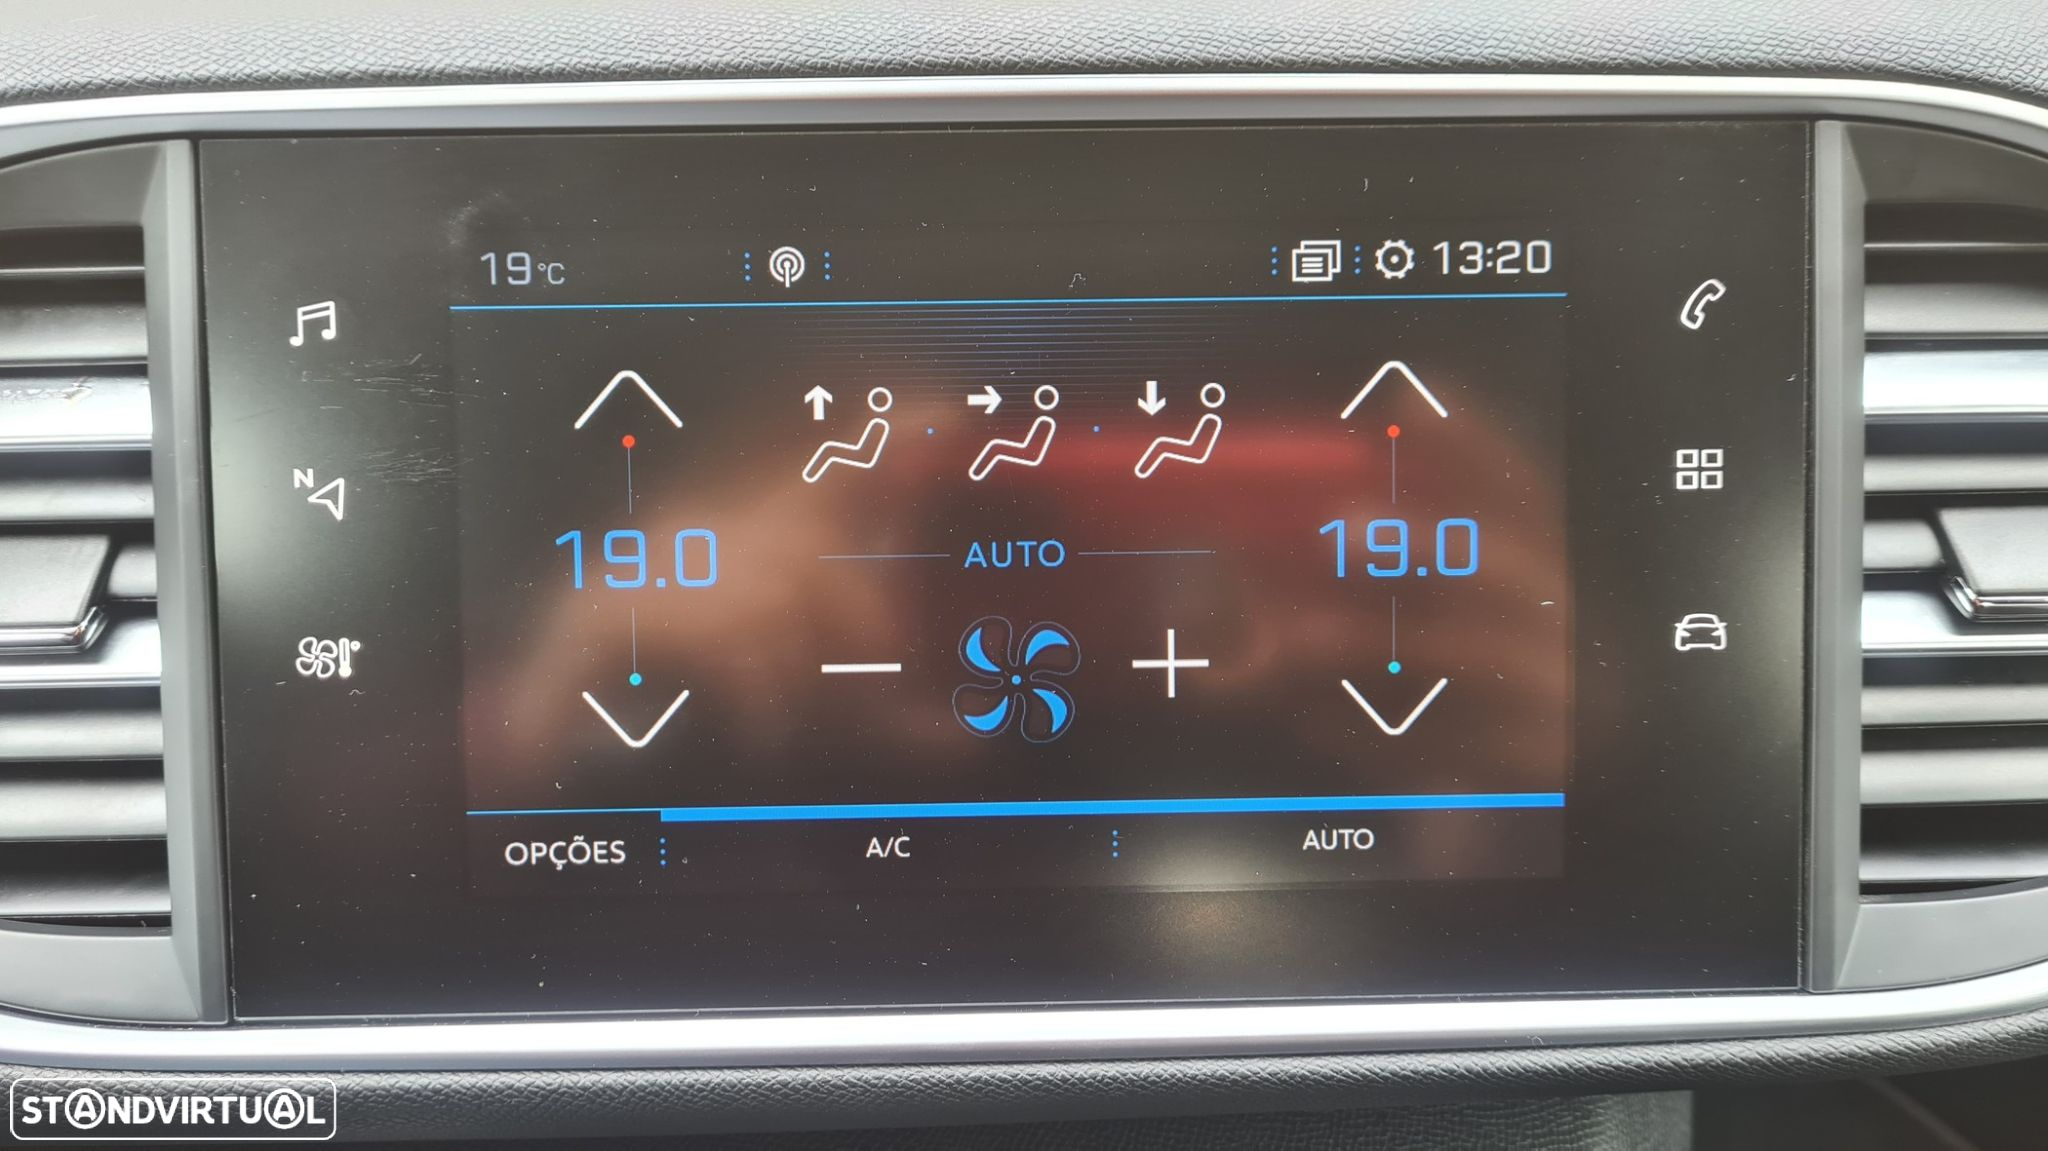 19°C
13:20
N
19.0
AUTO
19.0
OPÇÕES
A/C
AUTO
STANDVIRTUAL